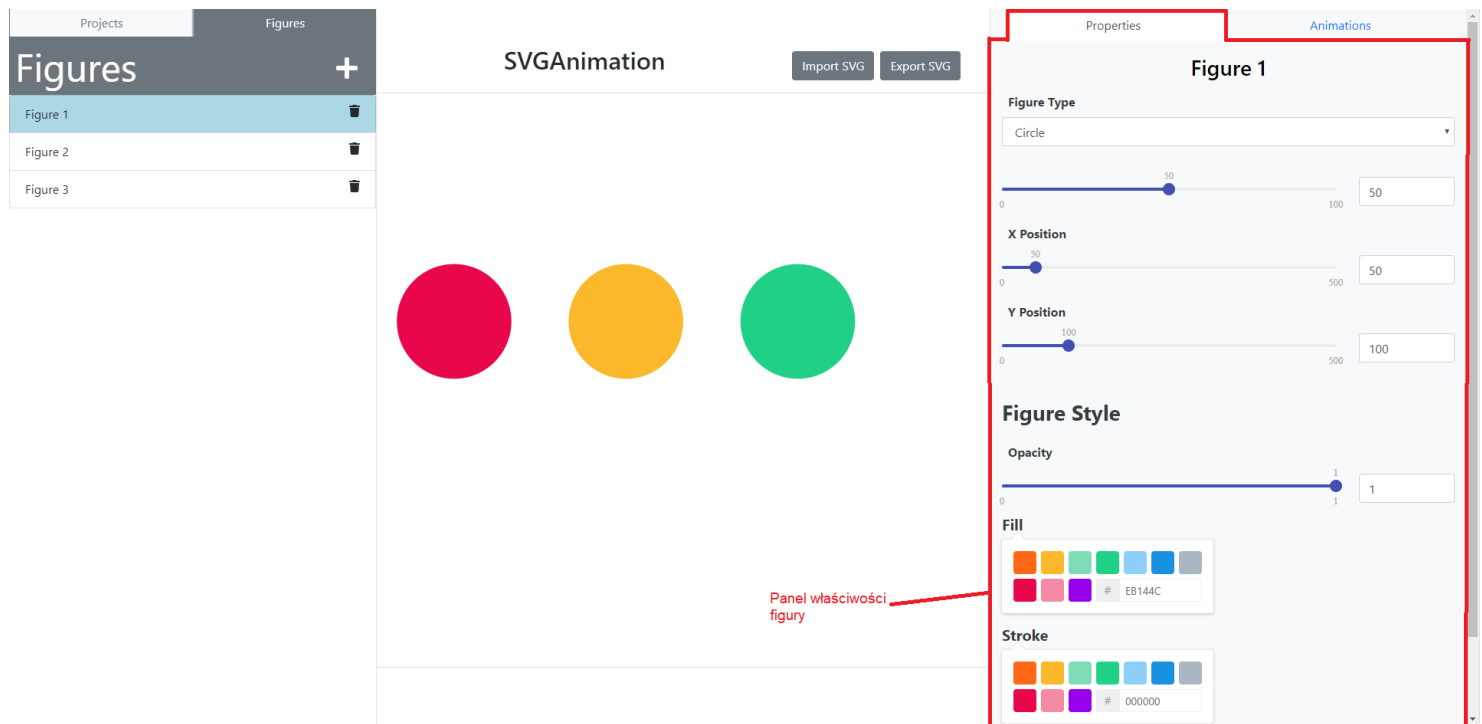 Projects
Figures
Figures
Figure 1
Figure 2
Figure 3
SVGAnimation
Import SVG
Export SVG
Panel właściwości
figury
Properties
Animations
Figure 1
Figure Type
Circle
50
0
100
50
X Position
50
0
500
50
Y Position
100
0
500
100
Figure Style
Opacity
1
0
1
1
Fill
# EB144C
Stroke
# 000000